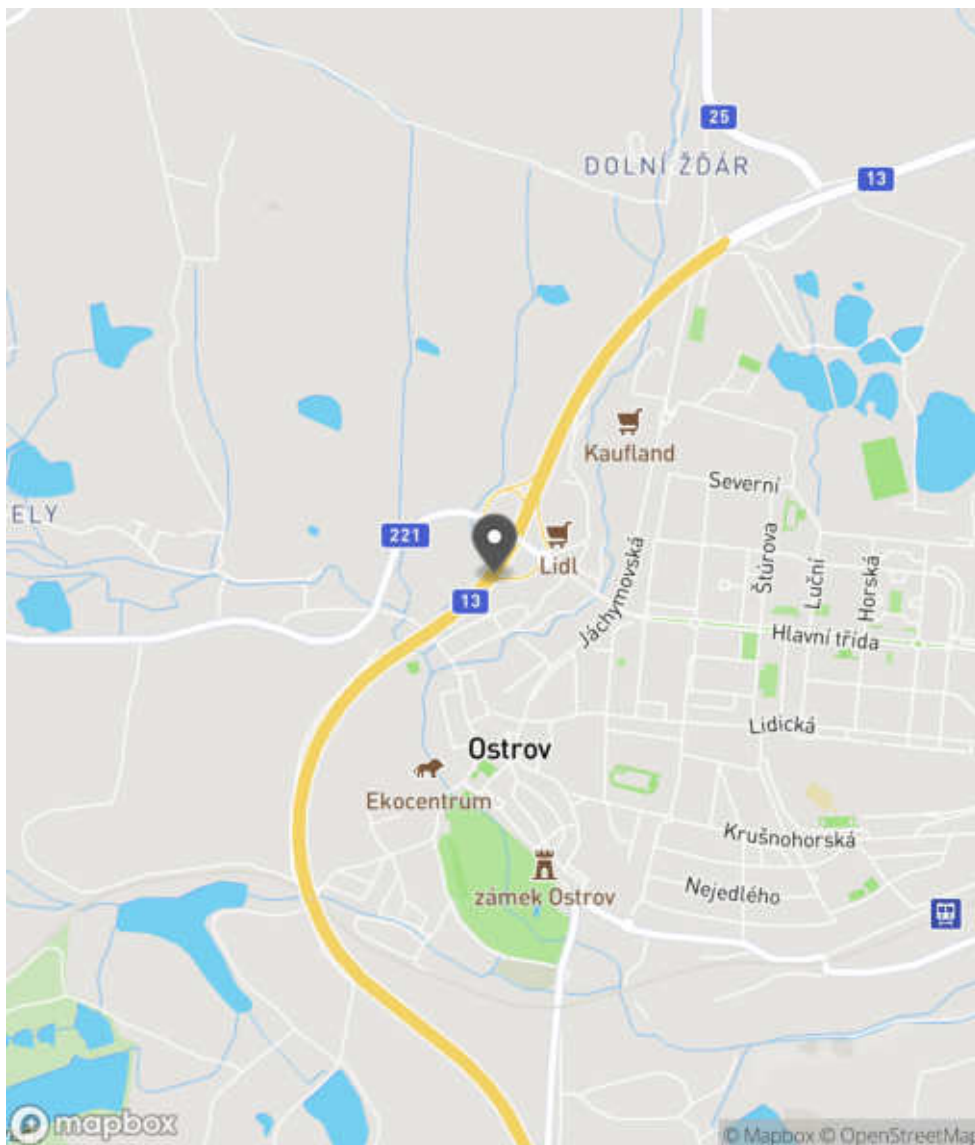 25
DOLNÍ ŽĎÁR
13
Kaufland
Severní
ELY
221
Lidl
Štúrova
Luční
Horská
13
Jáchymovská
Hlavní třída
Lidická
Ostrov
Ekocentrum
Krušnohorská
zámek Ostrov
Nejedlého
mapbox
© Mapbox © OpenStreetMap